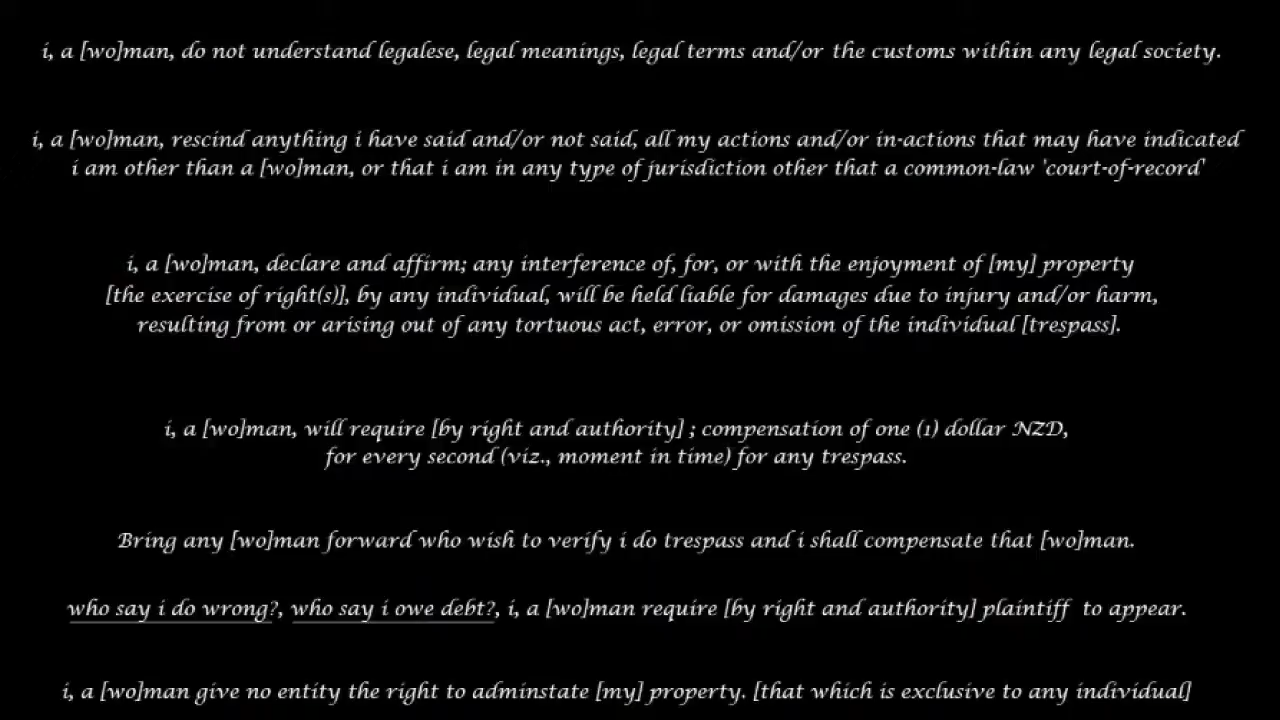 i, a [wo]man, do not understand legalese, legal meanings, legal terms and/or the customs within any legal society.
i, a [wo]man, rescind anything i have said and/or not said, all my actions and/or in-actions that may have indicated
i am other than a [wo]man, or that i am in any type of jurisdiction other that a common-law 'court-of-record'
i, a [wo]man, declare and affirm; any interference of, for, or with the enjoyment of [my] property
[the exercise of right(s)], by any individual, will be held liable for damages due to injury and/or harm,
resulting from or arising out of any tortuous act, error, or omission of the individual [trespass].
i, a [wo]man, will require [by right and authority] ; compensation of one (1) dollar NZD,
for every second (viz., moment in time) for any trespass.
Bring any [wo]man forward who wish to verify i do trespass and i shall compensate that [wo]man.
who say i do wrong?, who say i owe debt?, i, a [wo]man require [by right and authority] plaintiff to appear.
i, a [wo]man give no entity the right to adminstate [my] property. [that which is exclusive to any individual]